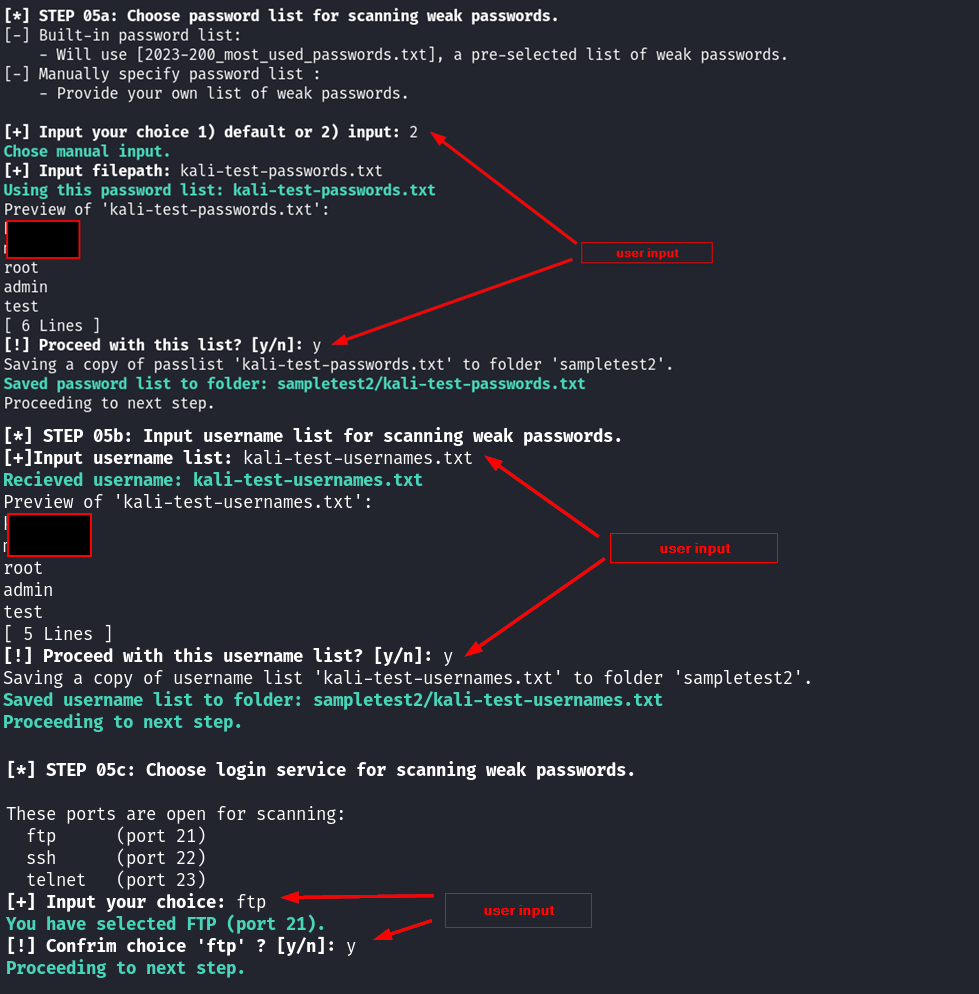 [*] STEP 05a: Choose password list for scanning weak passwords.
[-] Built-in password list:
    - Will use [2023-200_most_used_passwords.txt], a pre-selected list of weak passwords.
[-] Manually specify password list :
    - Provide your own list of weak passwords.
[+] Input your choice 1) default or 2) input: 2
Chose manual input.
[+] Input filepath: kali-test-passwords.txt
Using this password list: kali-test-passwords.txt
Preview of 'kali-test-passwords.txt':
user input
root
admin
test
[ 6 Lines ]
[!] Proceed with this list? [y/n]: y
Saving a copy of passlist 'kali-test-passwords.txt' to folder 'sampletest2'.
Saved password list to folder: sampletest2/kali-test-passwords.txt
Proceeding to next step.
[*] STEP 05b: Input username list for scanning weak passwords.
[+]Input username list: kali-test-usernames.txt
Recieved username: kali-test-usernames.txt
Preview of 'kali-test-usernames.txt':
user input
root
admin
test
[ 5 Lines ]
[!] Proceed with this username list? [y/n]: y
Saving a copy of username list 'kali-test-usernames.txt' to folder 'sampletest2'.
Saved username list to folder: sampletest2/kali-test-usernames.txt
Proceeding to next step.
[*] STEP 05c: Choose login service for scanning weak passwords.
These ports are open for scanning:
  ftp     (port 21)
  ssh     (port 22)
  telnet  (port 23)
[+] Input your choice: ftp
user input
You have selected FTP (port 21).
[!] Confrim choice 'ftp' ? [y/n]: y
Proceeding to next step.